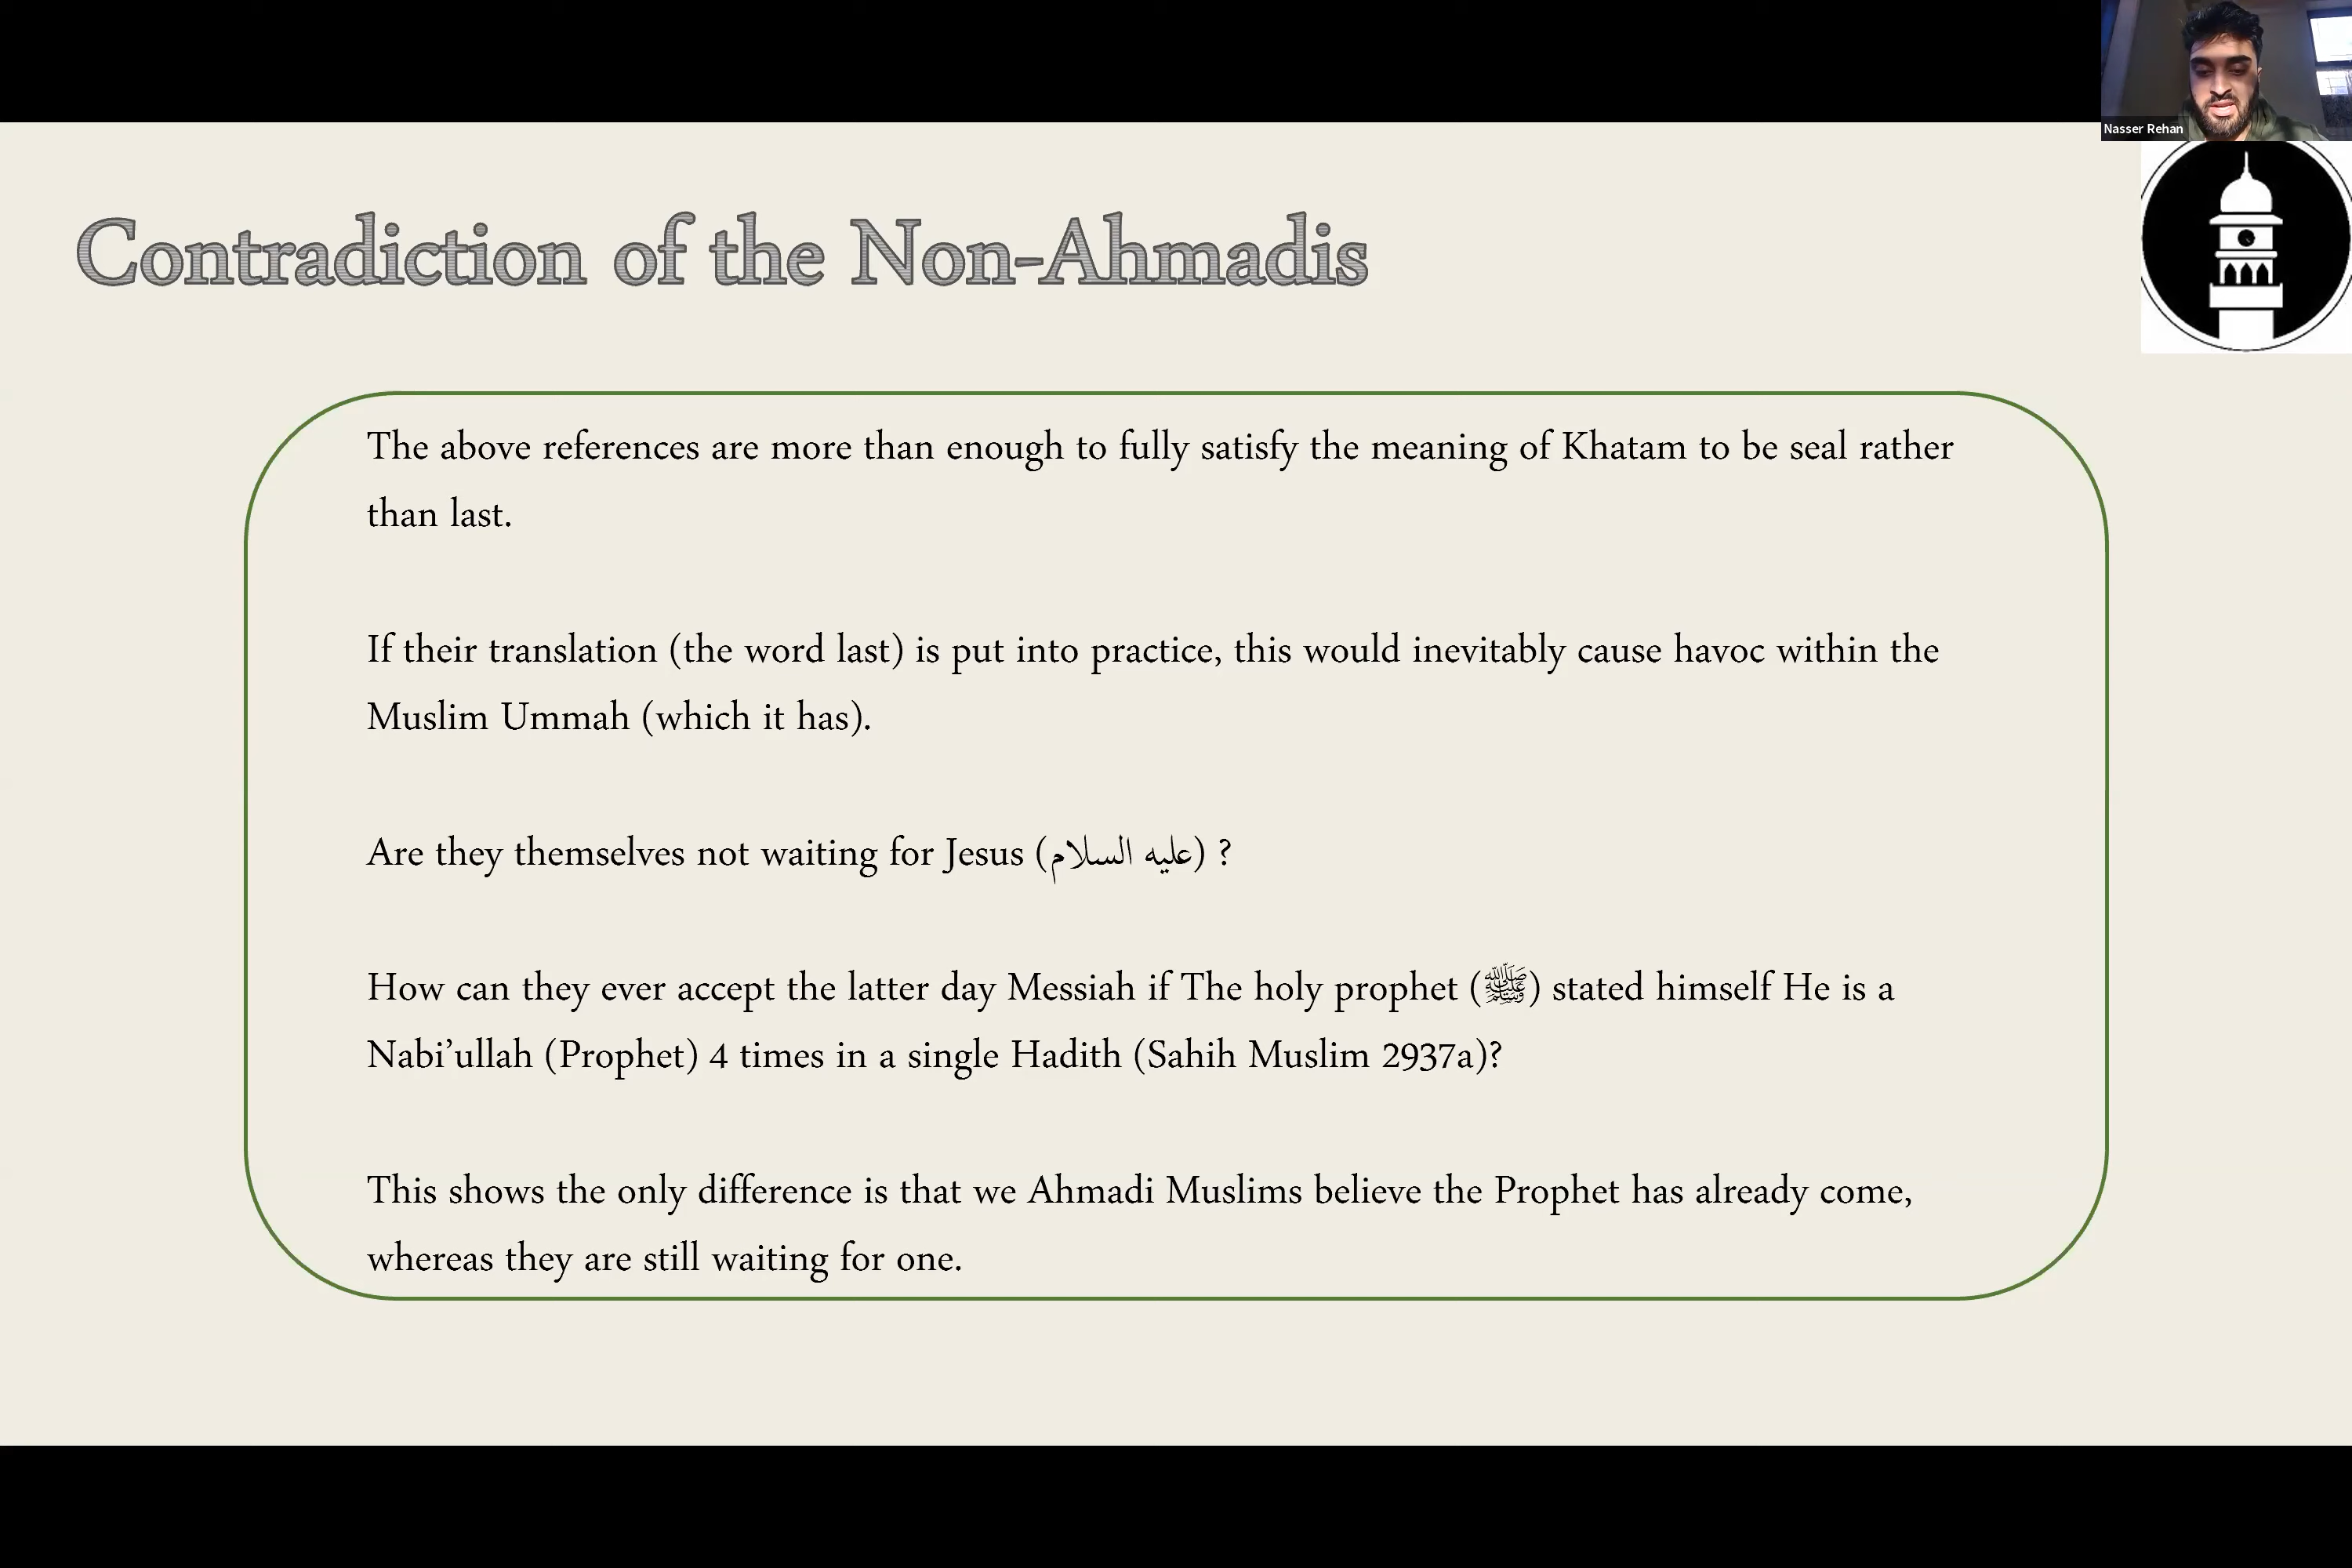 Nasser Rehan
Contradiction of the Non-Ahmadis
The above references are more than enough to fully satisfy the meaning of Khatam to be seal rather
than last.
If their translation (the word last) is put into practice, this would inevitably cause havoc within the
Muslim Ummah (which it has).
Are they themselves not waiting for Jesus (عليه السلام) ?
How can they ever accept the latter day Messiah if The holy prophet (ﷺ) stated himself He is a
Nabi’ullah (Prophet) 4 times in a single Hadith (Sahih Muslim 2937a)?
This shows the only difference is that we Ahmadi Muslims believe the Prophet has already come,
whereas they are still waiting for one.